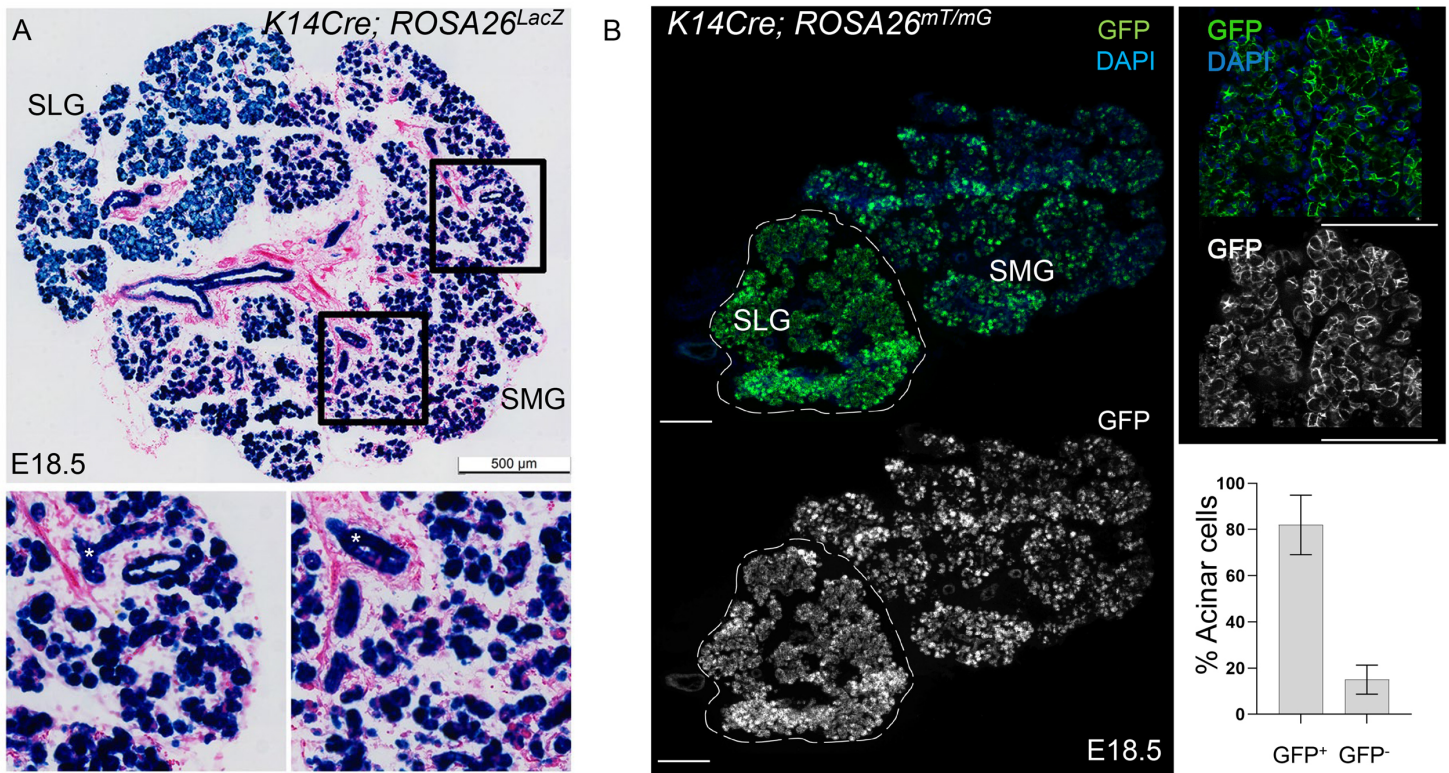 A
K14Cre; ROSA26LacZ
SLG
SMG
E18.5
500 µm
*
*
B
K14Cre; ROSA26mT/mG
GFP
DAPI
SMG
SLG
GFP
E18.5
GFP
DAPI
GFP
% Acinar cells
100
80
60
40
20
0
GFP+ GFP-